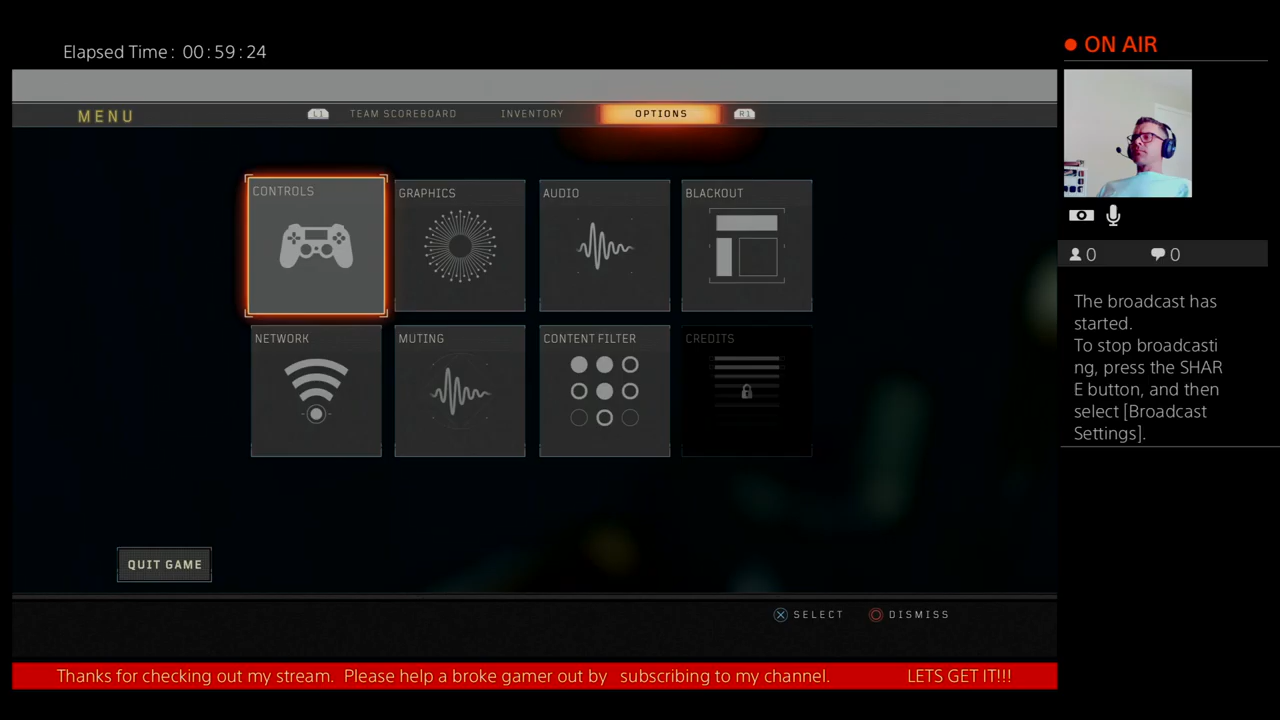 Elapsed Time: 00:59:24
ON AIR
MENU
L1
TEAM SCOREBOARD
INVENTORY
OPTIONS
R1
CONTROLS
GRAPHICS
AUDIO
BLACKOUT
NETWORK
MUTING
CONTENT FILTER
CREDITS
0
0
The broadcast has
started.
To stop broadcasti
ng, press the SHAR
E button, and then
select [Broadcast
Settings].
QUIT GAME
SELECT
DISMISS
Thanks for checking out my stream. Please help a broke gamer out by subscribing to my channel. LETS GET IT!!!